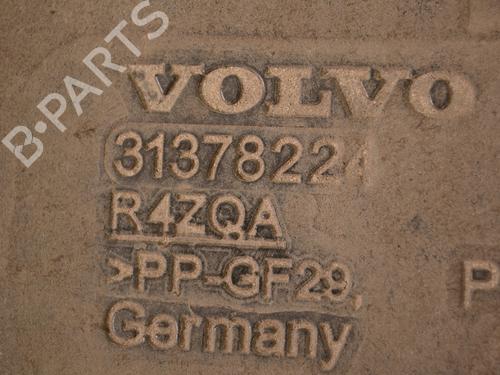 B·PARTS
VOLVO
31378224
R4ZQA
>PP-GF29,
Germany
P